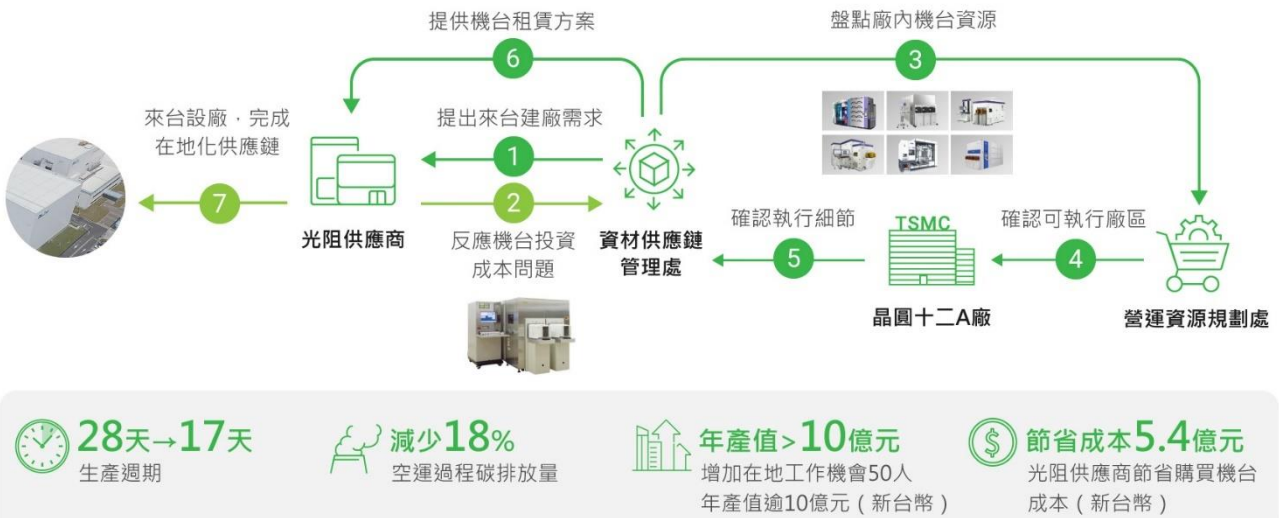 提供機台租賃方案
6
盤點廠內機台資源
3
來台設廠,完成
在地化供應鏈
7
提出來台建廠需求
1
2
反應機台投資
成本問題
光阻供應商
資材供應鏈
管理處
確認執行細節
5
TSMC
晶圓十二A廠
確認可執行廠區
4
營運資源規劃處
28天→17天
生產週期
減少18%
空運過程碳排放量
年產值>10億元
增加在地工作機會50人
年產值逾10億元(新台幣)
節省成本5.4億元
光阻供應商節省購買機台
成本(新台幣)